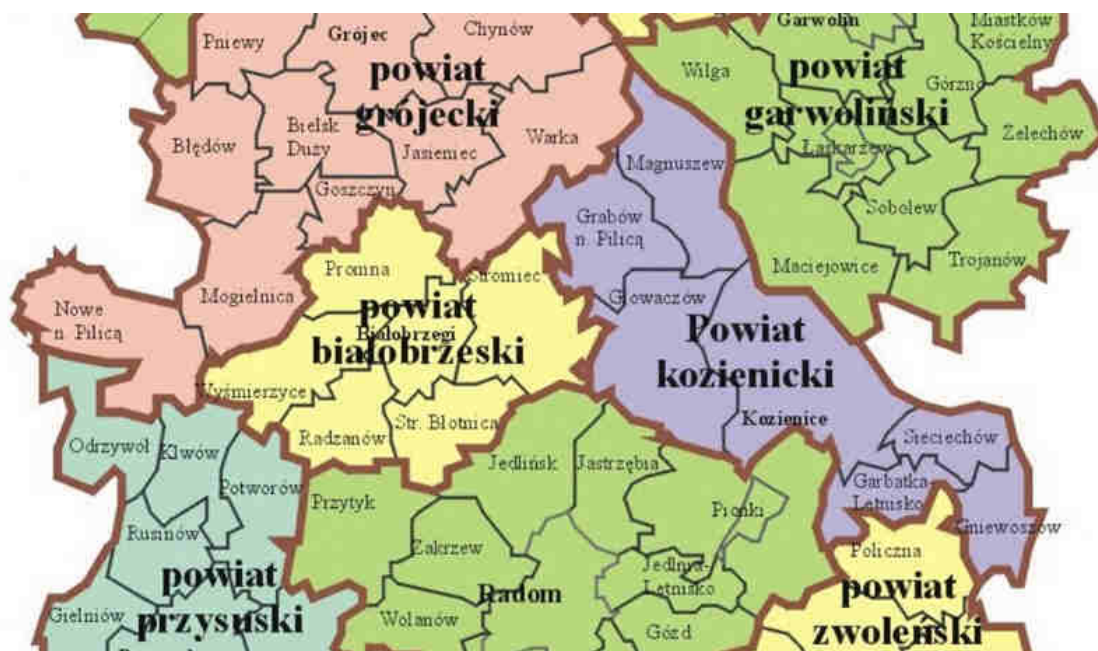 Pniewy
Grójec
Chynów
Garwolin
Miastków
Kościelny
powiat
grójecki
Wilga
powiat
garwoliński
Górzno
Żelechów
Błędów
Bielsk
Duży
Jasieniec
Warka
Łaskarzew
Magnuszew
Goszczyn
Grabów
n. Pilicą
Sobolew
Trojanów
Maciejowice
Promna
Stromiec
Mogielnica
Nowe
n. Pilicą
Głowaczów
powiat
białobrzeski
Białobrzegi
Powiat
kozienicki
Wyśmierzyce
Radzanów
Str. Błotnica
Kozienice
Sieciechów
Odrzywoł
Klwów
Potworów
Jedlińsk
Jastrzębia
Garbatka-
Letnisko
Gniewoszów
Przytyk
Pionki
Rusinów
Zakrzew
Jedlnia-
Letnisko
Policzna
powiat
przysuski
Radom
powiat
zwoleński
Gielniów
Wolanów
Gózd